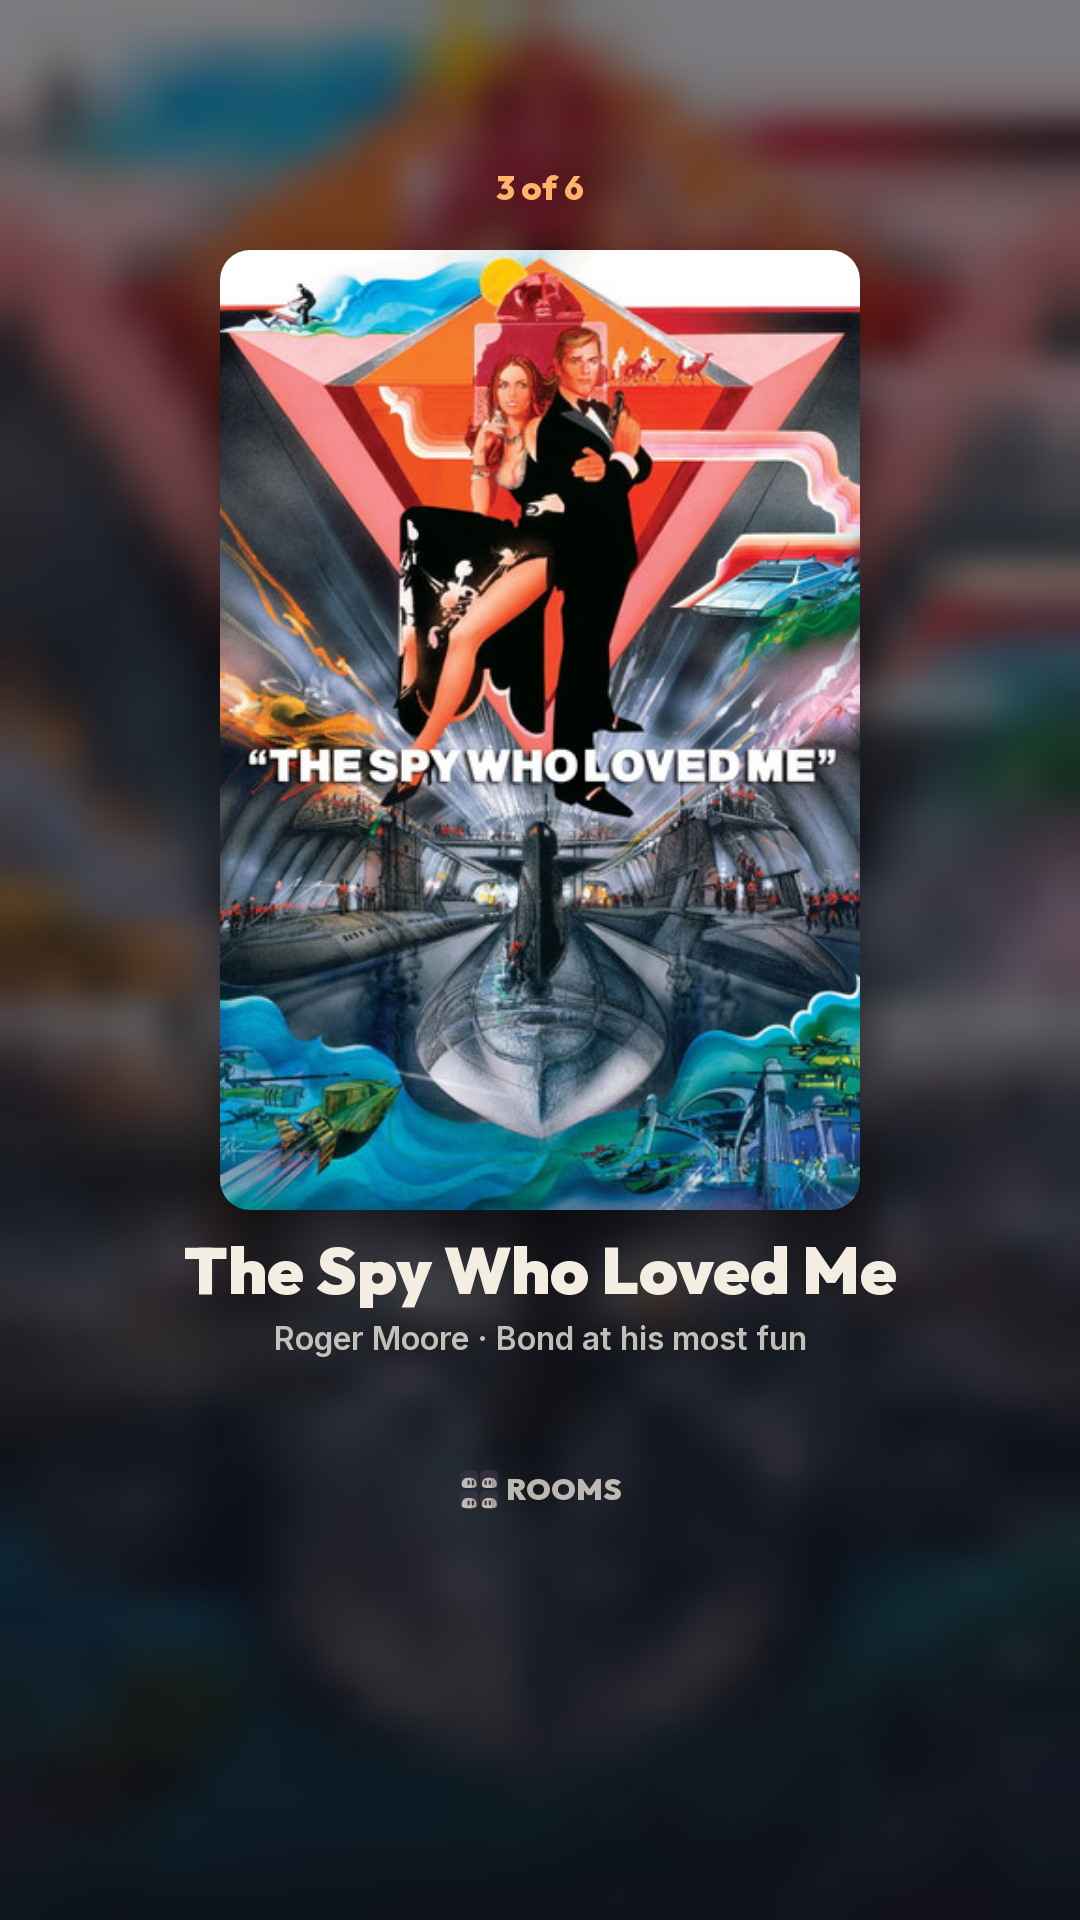 3 of 6
“THE SPY WHO LOVED ME”
The Spy Who Loved Me
Roger Moore · Bond at his most fun
ROOMS